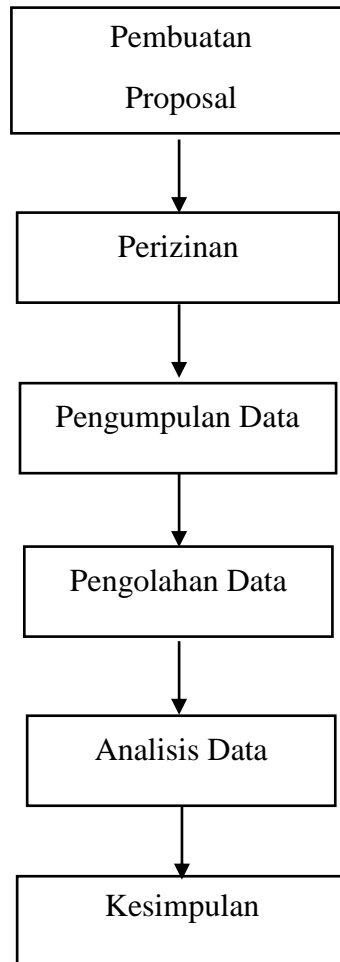 Pembuatan
Proposal
Perizinan
Pengumpulan Data
Pengolahan Data
Analisis Data
Kesimpulan